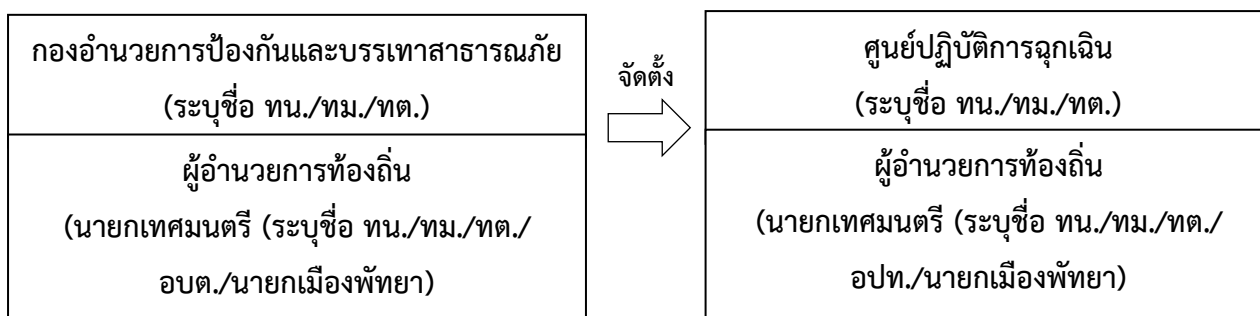 กองอำนวยการป้องกันและบรรเทาสาธารณภัย
(ระบุชื่อ ทน./ทม./ทต.)
ผู้อำนวยการท้องถิ่น
(นายกเทศมนตรี (ระบุชื่อ ทน./ทม./ทต./
อบต./นายกเมืองพัทยา)
จัดตั้ง
ศูนย์ปฏิบัติการฉุกเฉิน
(ระบุชื่อ ทน./ทม./ทต.)
ผู้อำนวยการท้องถิ่น
(นายกเทศมนตรี (ระบุชื่อ ทน./ทม./ทต./
อปท./นายกเมืองพัทยา)